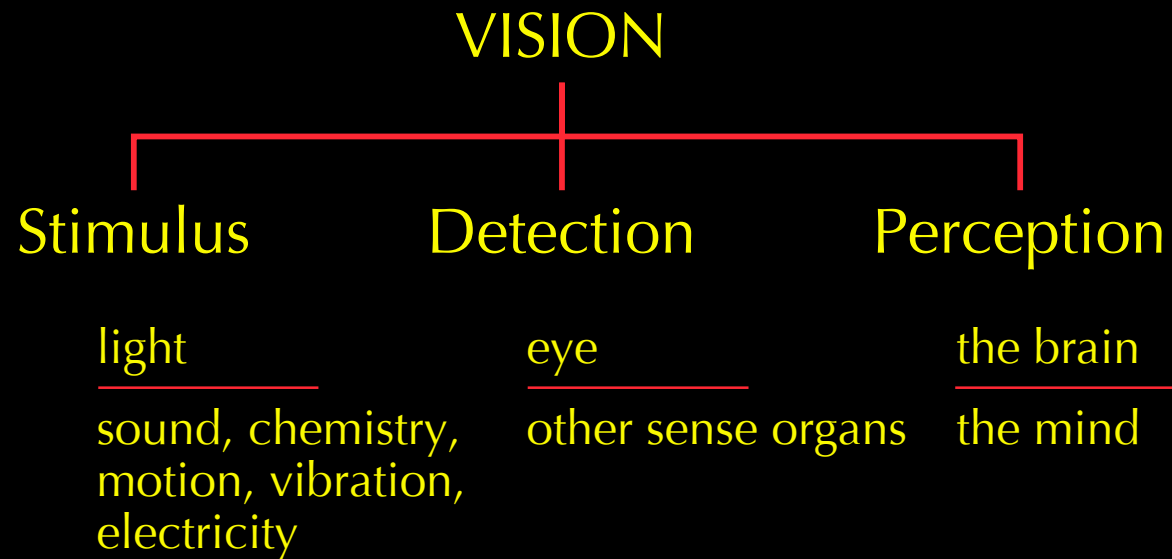 VISION
Stimulus
Detection
Perception
light
sound, chemistry,
motion, vibration,
electricity
eye
other sense organs
the brain
the mind